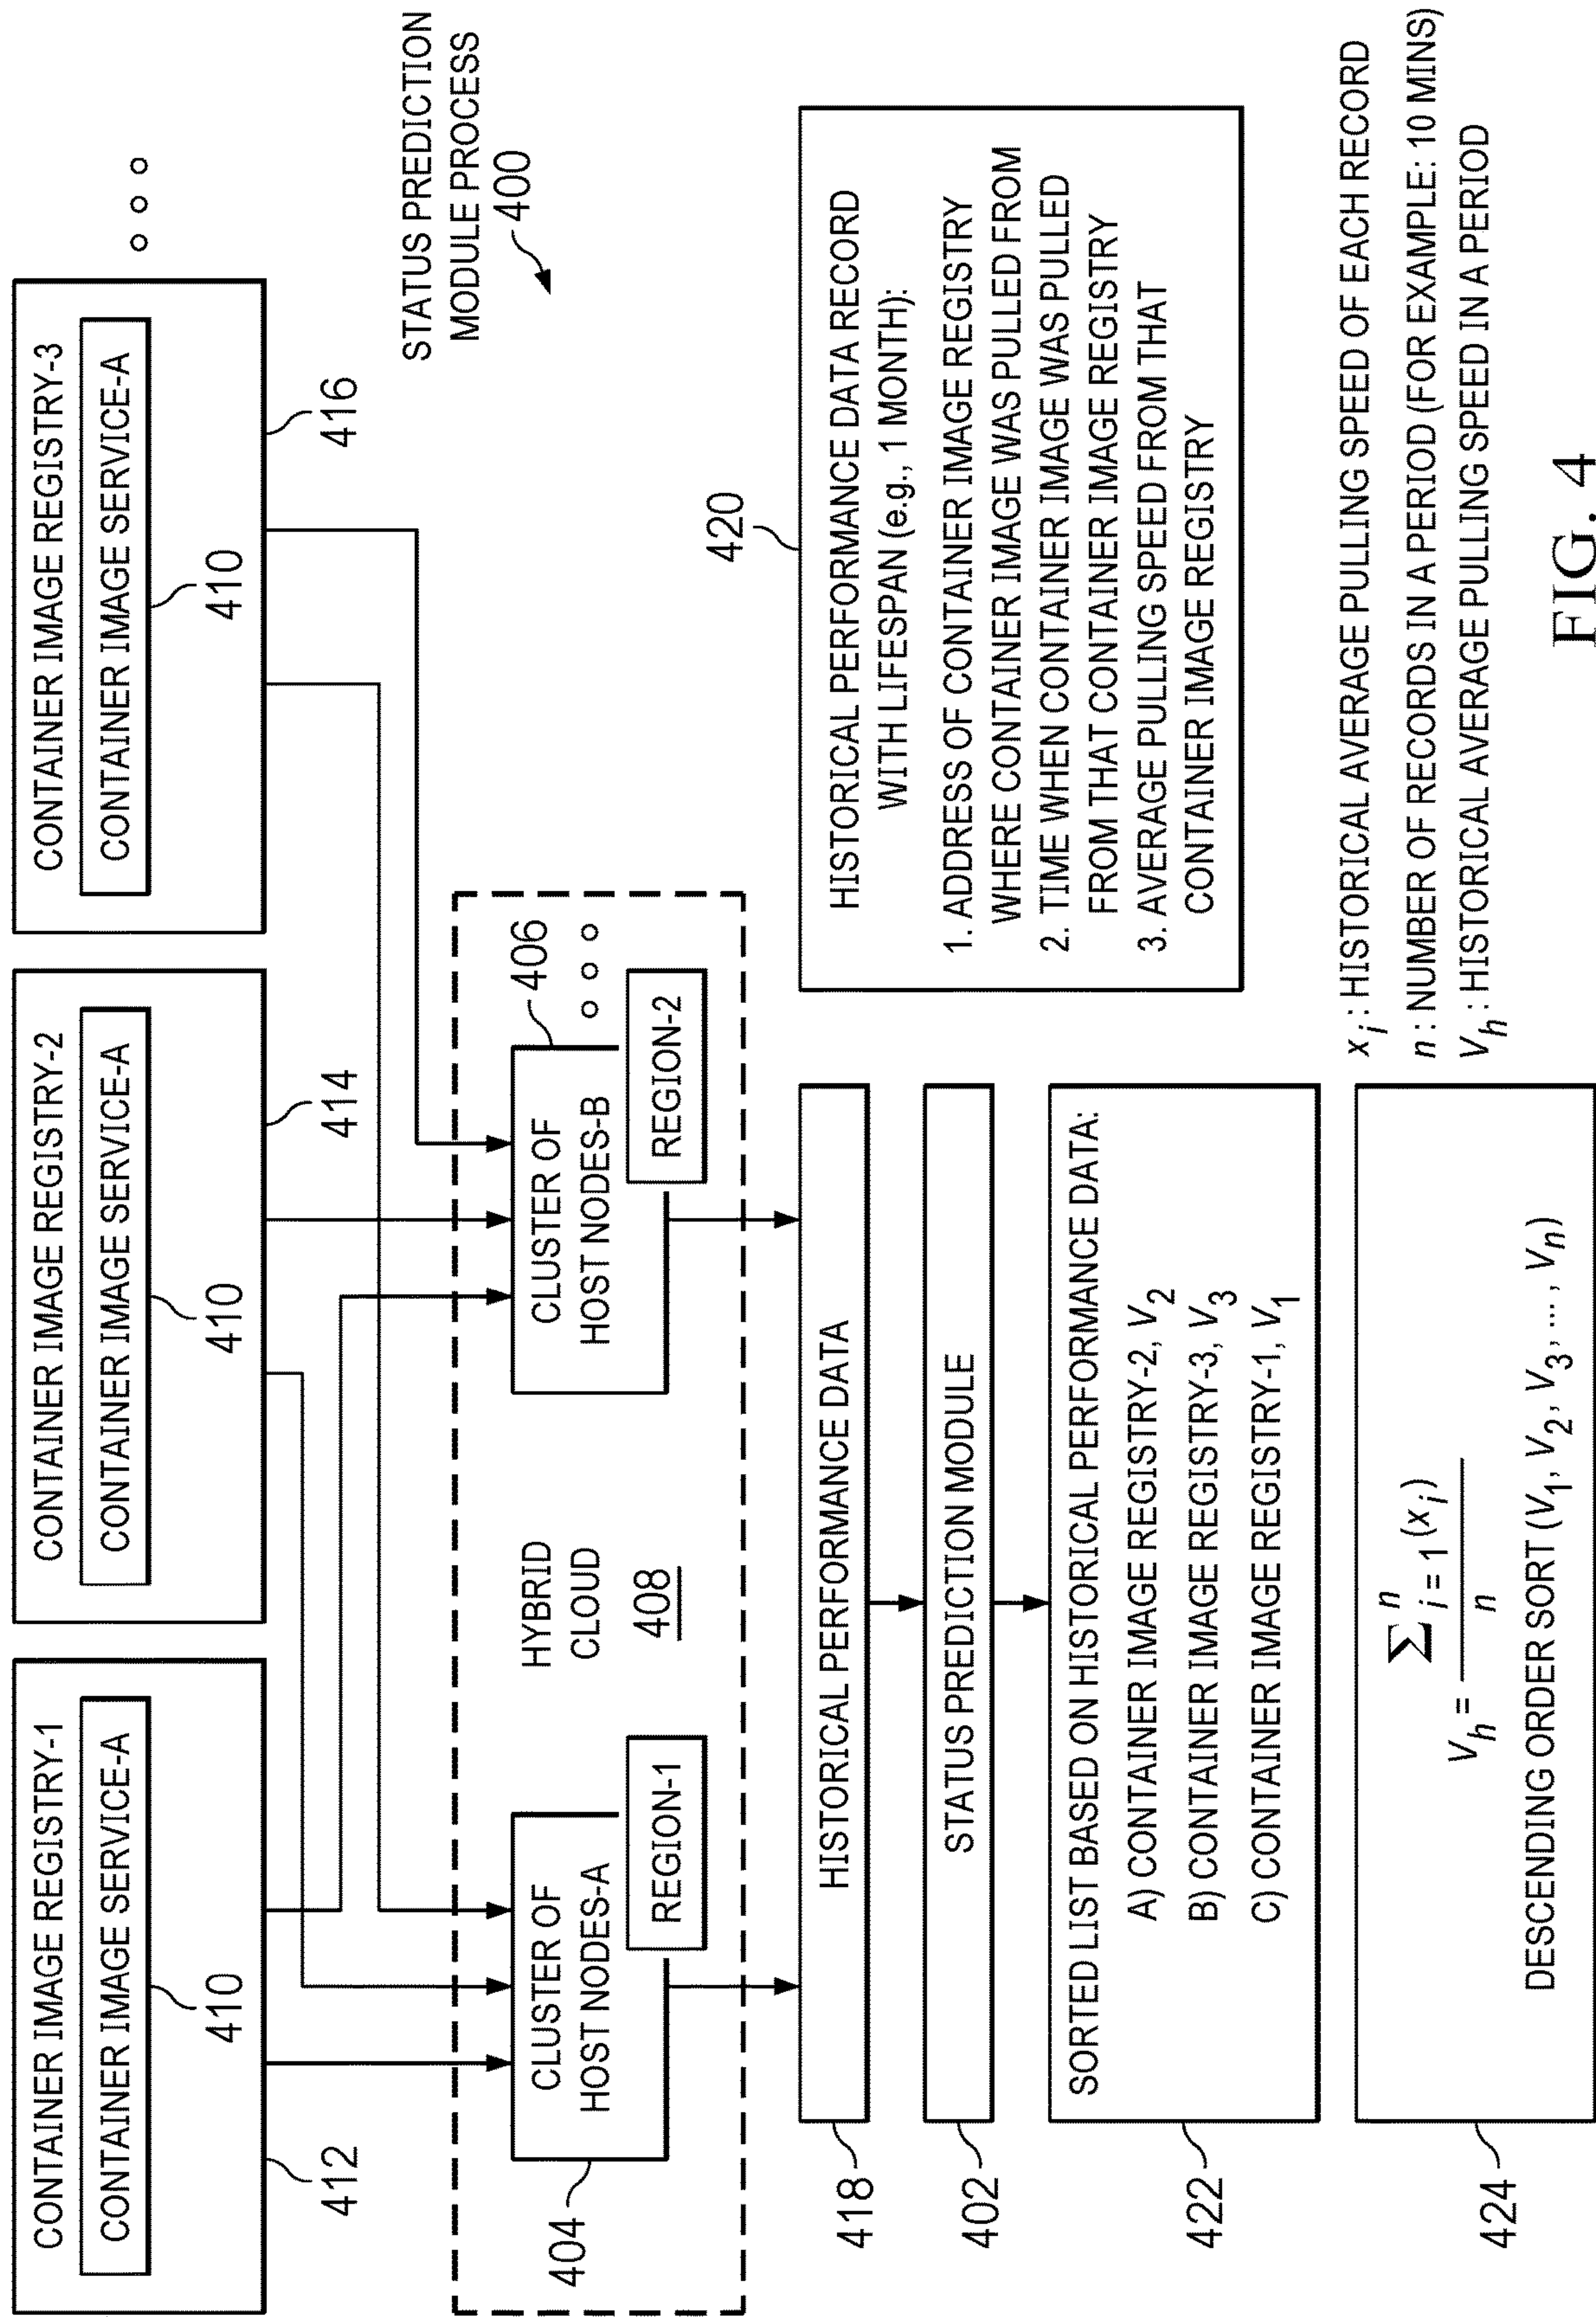 CONTAINER IMAGE REGISTRY-1
CONTAINER IMAGE SERVICE-A
410
412
CONTAINER IMAGE REGISTRY-2
CONTAINER IMAGE SERVICE-A
410
414
CONTAINER IMAGE REGISTRY-3
CONTAINER IMAGE SERVICE-A
410
416
STATUS PREDICTION
MODULE PROCESS
400
404
CLUSTER OF
HOST NODES-A
REGION-1
HYBRID
CLOUD
408
406
CLUSTER OF
HOST NODES-B
REGION-2
418
HISTORICAL PERFORMANCE DATA
402
STATUS PREDICTION MODULE
422
SORTED LIST BASED ON HISTORICAL PERFORMANCE DATA:
A) CONTAINER IMAGE REGISTRY-2, V2
B) CONTAINER IMAGE REGISTRY-3, V3
C) CONTAINER IMAGE REGISTRY-1, V1
424
Vh = Σ n i = 1 (xi) / n
DESCENDING ORDER SORT (V1, V2, V3, ... , Vn)
420
HISTORICAL PERFORMANCE DATA RECORD
WITH LIFESPAN (e.g., 1 MONTH):
1. ADDRESS OF CONTAINER IMAGE REGISTRY
WHERE CONTAINER IMAGE WAS PULLED FROM
2. TIME WHEN CONTAINER IMAGE WAS PULLED
FROM THAT CONTAINER IMAGE REGISTRY
3. AVERAGE PULLING SPEED FROM THAT
CONTAINER IMAGE REGISTRY
xi : HISTORICAL AVERAGE PULLING SPEED OF EACH RECORD
n : NUMBER OF RECORDS IN A PERIOD (FOR EXAMPLE: 10 MINS)
Vh : HISTORICAL AVERAGE PULLING SPEED IN A PERIOD
FIG. 4